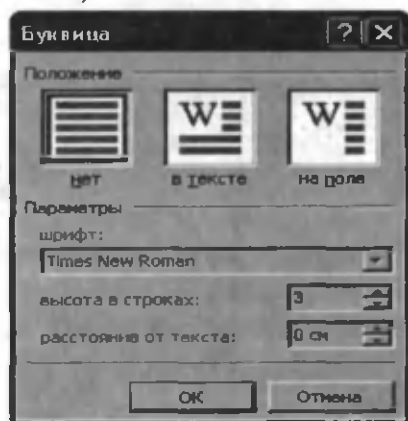 Буквица
Положение
W W
нет в тексте на поле
Параметры
шрифт:
Times New Roman
высота в строках: 3
расстояние от текста: 0 см
OK Отмена